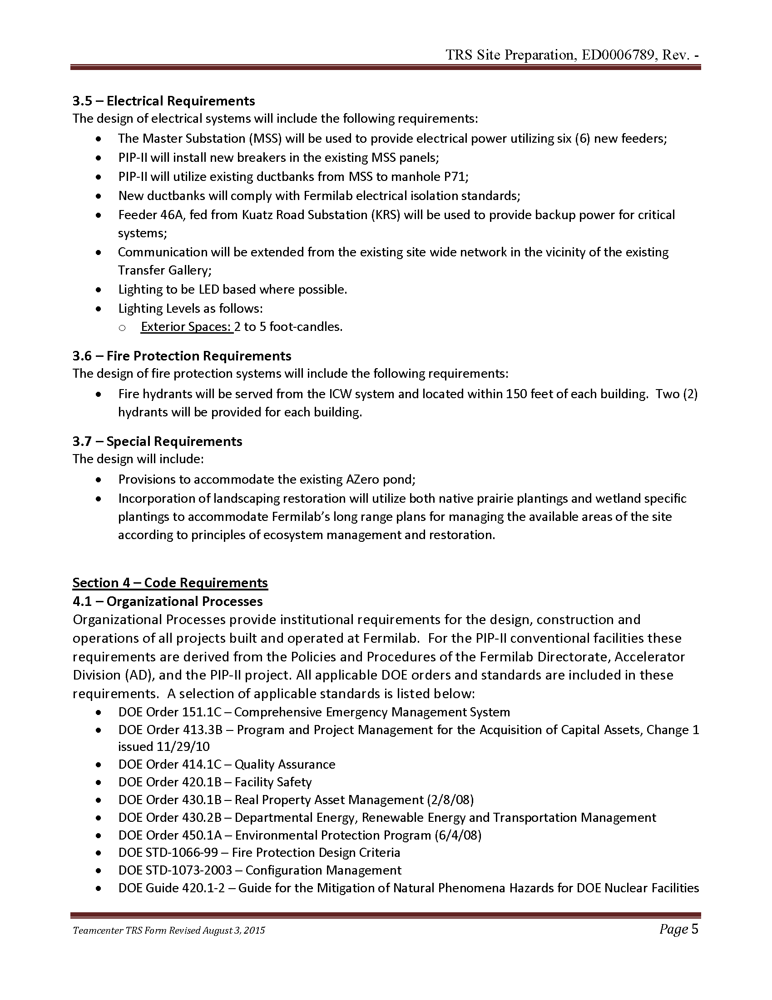 TRS Site Preparation, ED0006789, Rev. -
3.5 – Electrical Requirements
The design of electrical systems will include the following requirements:
• The Master Substation (MSS) will be used to provide electrical power utilizing six (6) new feeders;
• PIP-II will install new breakers in the existing MSS panels;
• PIP-II will utilize existing ductbanks from MSS to manhole P71;
• New ductbanks will comply with Fermilab electrical isolation standards;
• Feeder 46A, fed from Kuatz Road Substation (KRS) will be used to provide backup power for critical
systems;
• Communication will be extended from the existing site wide network in the vicinity of the existing
Transfer Gallery;
• Lighting to be LED based where possible.
• Lighting Levels as follows:
o Exterior Spaces: 2 to 5 foot-candles.
3.6 – Fire Protection Requirements
The design of fire protection systems will include the following requirements:
• Fire hydrants will be served from the ICW system and located within 150 feet of each building.  Two (2)
hydrants will be provided for each building.
3.7 – Special Requirements
The design will include:
• Provisions to accommodate the existing AZero pond;
• Incorporation of landscaping restoration will utilize both native prairie plantings and wetland specific
plantings to accommodate Fermilab’s long range plans for managing the available areas of the site
according to principles of ecosystem management and restoration.
Section 4 – Code Requirements
4.1 – Organizational Processes
Organizational Processes provide institutional requirements for the design, construction and
operations of all projects built and operated at Fermilab.  For the PIP-II conventional facilities these
requirements are derived from the Policies and Procedures of the Fermilab Directorate, Accelerator
Division (AD), and the PIP-II project. All applicable DOE orders and standards are included in these
requirements.  A selection of applicable standards is listed below:
• DOE Order 151.1C – Comprehensive Emergency Management System
• DOE Order 413.3B – Program and Project Management for the Acquisition of Capital Assets, Change 1
issued 11/29/10
• DOE Order 414.1C – Quality Assurance
• DOE Order 420.1B – Facility Safety
• DOE Order 430.1B – Real Property Asset Management (2/8/08)
• DOE Order 430.2B – Departmental Energy, Renewable Energy and Transportation Management
• DOE Order 450.1A – Environmental Protection Program (6/4/08)
• DOE STD-1066-99 – Fire Protection Design Criteria
• DOE STD-1073-2003 – Configuration Management
• DOE Guide 420.1-2 – Guide for the Mitigation of Natural Phenomena Hazards for DOE Nuclear Facilities
Teamcenter TRS Form Revised August 3, 2015
Page 5